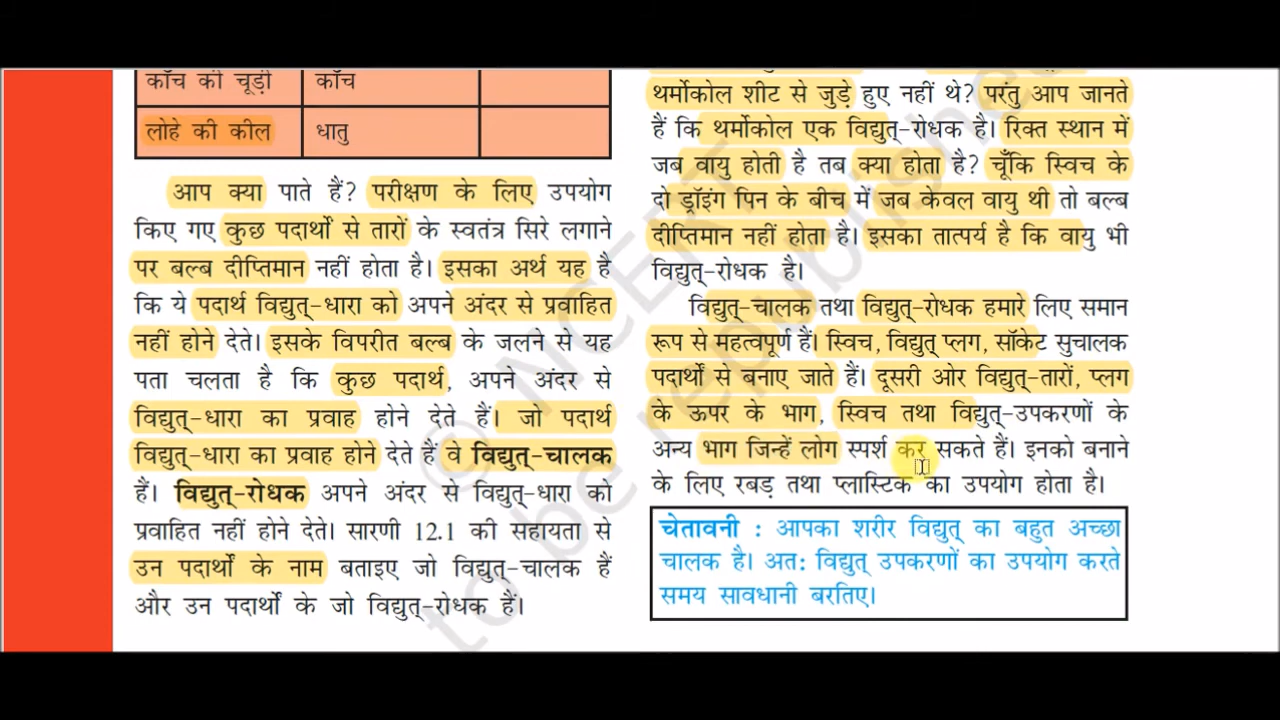 काँच की चूड़ी काँच
लोहे की कील धातु
आप क्या पाते हैं? परीक्षण के लिए उपयोग
किए गए कुछ पदार्थों से तारों के स्वतंत्र सिरे लगाने
पर बल्ब दीप्तिमान नहीं होता है। इसका अर्थ यह है
कि ये पदार्थ विद्युत्-धारा को अपने अंदर से प्रवाहित
नहीं होने देते। इसके विपरीत बल्ब के जलने से यह
पता चलता है कि कुछ पदार्थ, अपने अंदर से
विद्युत्-धारा का प्रवाह होने देते हैं। जो पदार्थ
विद्युत्-धारा का प्रवाह होने देते हैं वे विद्युत्-चालक
हैं। विद्युत्-रोधक अपने अंदर से विद्युत्-धारा को
प्रवाहित नहीं होने देते। सारणी 12.1 की सहायता से
उन पदार्थों के नाम बताइए जो विद्युत्-चालक हैं
और उन पदार्थों के जो विद्युत्-रोधक हैं।
थर्मोकोल शीट से जुड़े हुए नहीं थे? परंतु आप जानते
हैं कि थर्मोकोल एक विद्युत्-रोधक है। रिक्त स्थान में
जब वायु होती है तब क्या होता है? चूँकि स्विच के
दो ड्रॉइंग पिन के बीच में जब केवल वायु थी तो बल्ब
दीप्तिमान नहीं होता है। इसका तात्पर्य है कि वायु भी
विद्युत्-रोधक है।
विद्युत्-चालक तथा विद्युत्-रोधक हमारे लिए समान
रूप से महत्वपूर्ण हैं। स्विच, विद्युत् प्लग, सॉकेट सुचालक
पदार्थों से बनाए जाते हैं। दूसरी ओर विद्युत्-तारों, प्लग
के ऊपर के भाग, स्विच तथा विद्युत्-उपकरणों के
अन्य भाग जिन्हें लोग स्पर्श कर सकते हैं। इनको बनाने
के लिए रबड़ तथा प्लास्टिक का उपयोग होता है।
चेतावनी : आपका शरीर विद्युत् का बहुत अच्छा
चालक है। अतः विद्युत् उपकरणों का उपयोग करते
समय सावधानी बरतिए।
© NCERT
to be republished